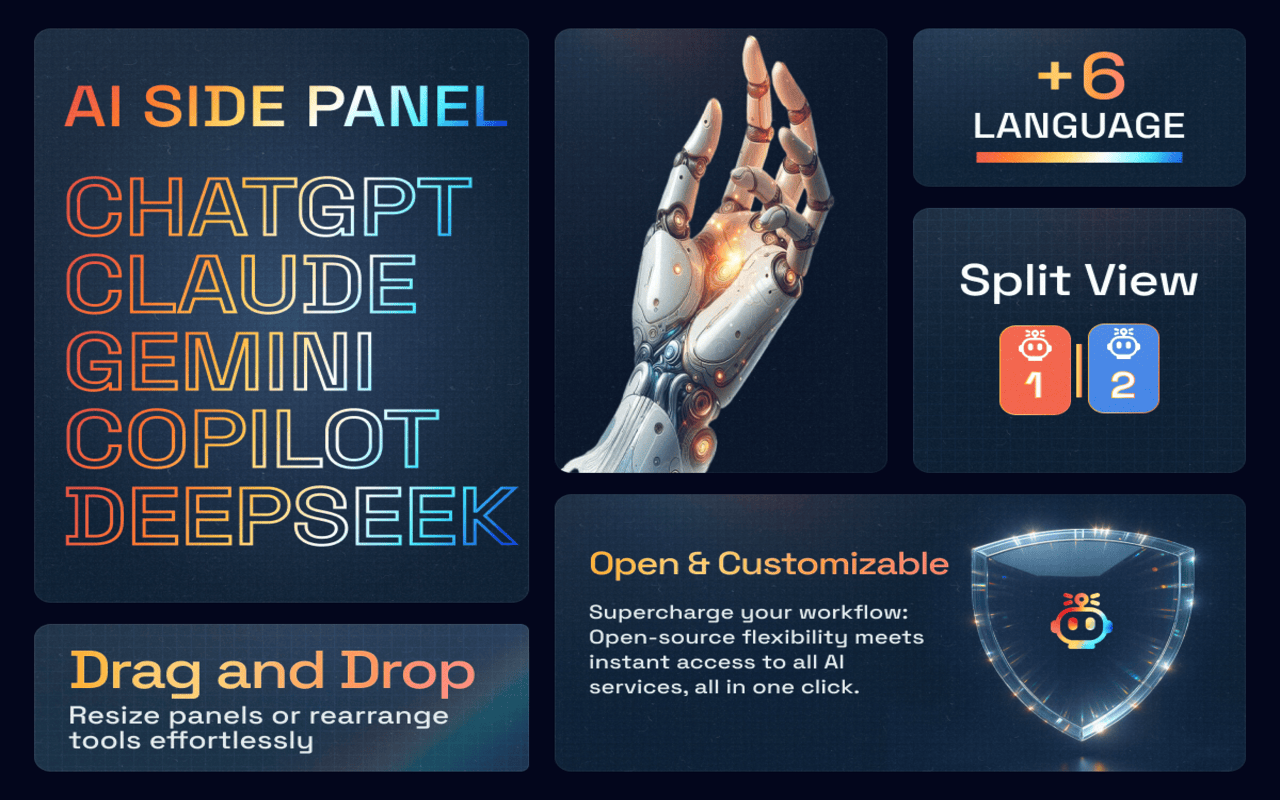 AI SIDE PANEL
CHATGPT
CLAUDE
GEMINI
COPILOT
DEEPSEEK
Drag and Drop
Resize panels or rearrange
tools effortlessly
+6
LANGUAGE
Split View
1
2
Open & Customizable
Supercharge your workflow:
Open-source flexibility meets
instant access to all AI
services, all in one click.